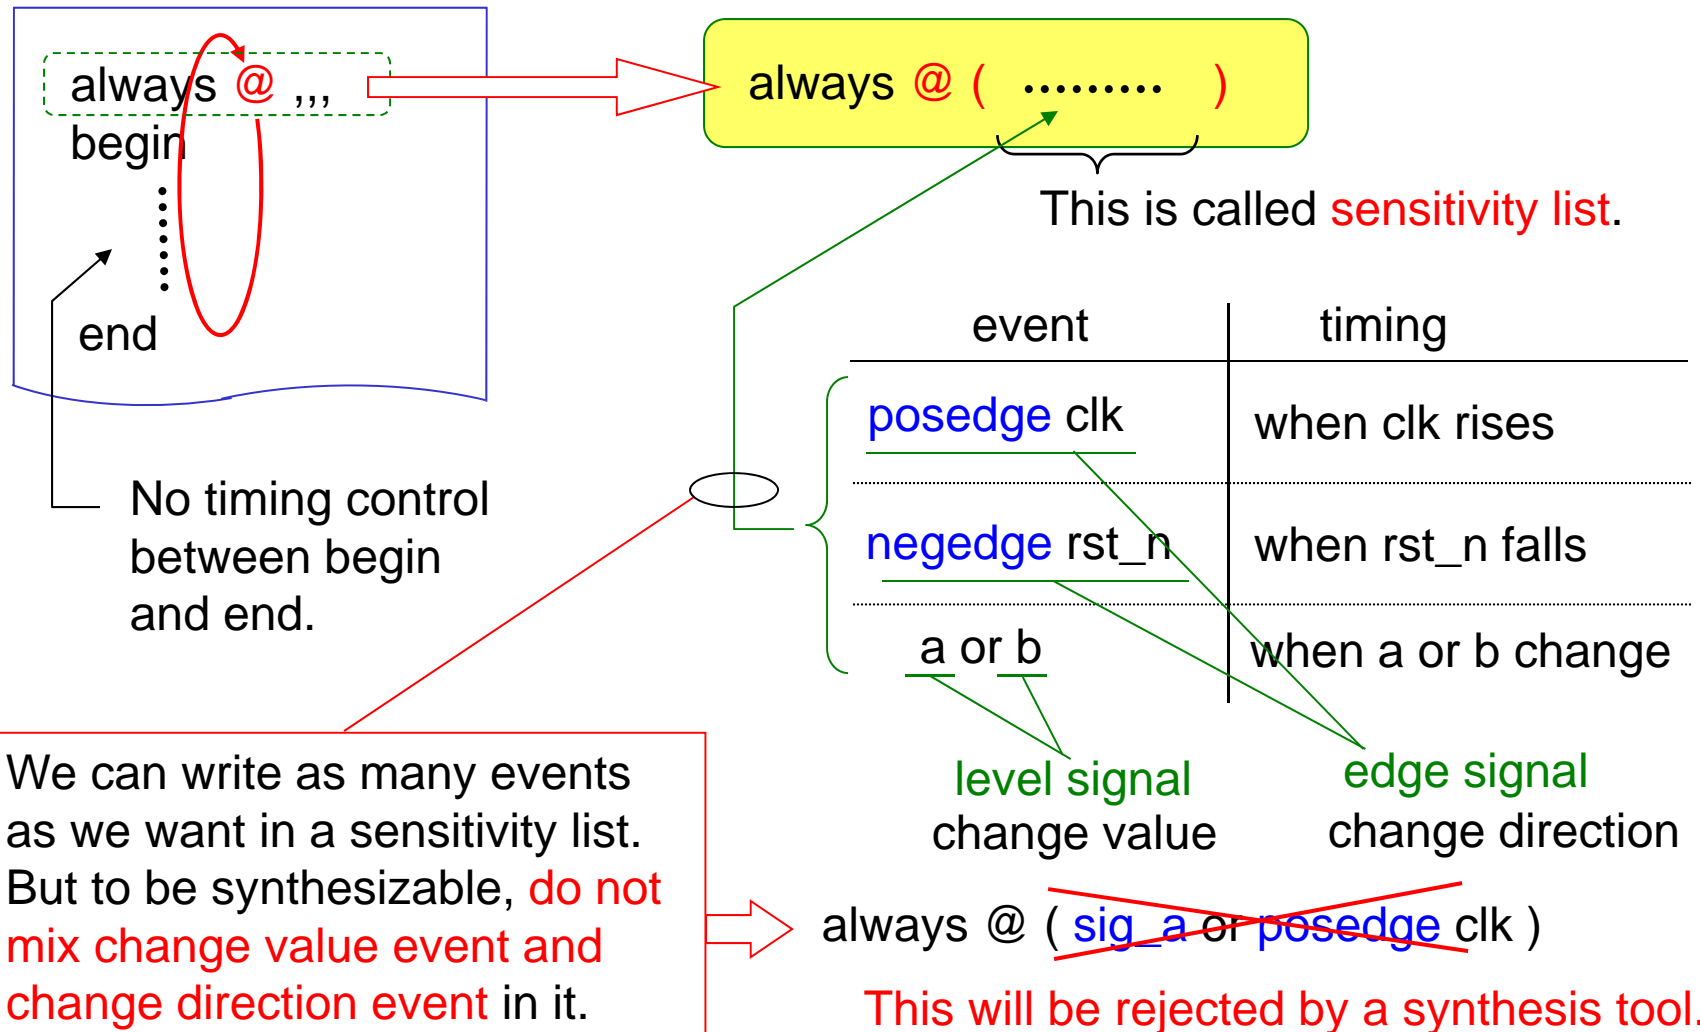 always @ ,,,
begin
end
No timing control
between begin
and end.
always @ ( ......... )
This is called sensitivity list.
event timing
posedge clk when clk rises
negedge rst_n when rst_n falls
a or b when a or b change
level signal
change value
edge signal
change direction
We can write as many events
as we want in a sensitivity list.
But to be synthesizable, do not
mix change value event and
change direction event in it.
always @ ( sig_a or posedge clk )
This will be rejected by a synthesis tool.